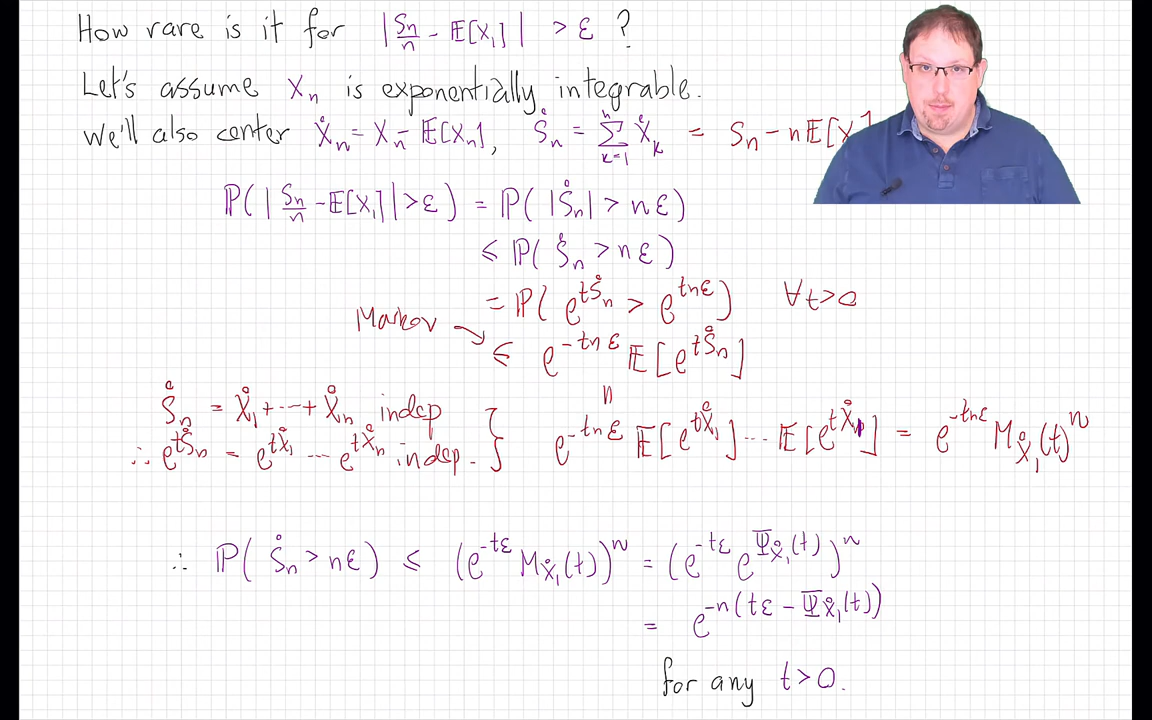 How rare is it for |Sn/n - E[X₁]| > ε ?
Let's assume Xn is exponentially integrable.
We'll also center X̊n = Xn - E[Xn], S̊n = Σ_{k=1}^{n} X̊k = Sn - nE[X
P(|Sn/n - E[X₁]| > ε) = P(|S̊n| > nε)
≤ P(S̊n > nε)
= P(e^{tS̊n} > e^{tnε}) ∀t>0
Markov ≤ e^{-tnε} E[e^{tS̊n}]
S̊n = X̊₁ + ⋯ + X̊n indep
∴ e^{tS̊n} = e^{tX̊₁} ⋯ e^{tX̊n} indep. } e^{-tnε} E[e^{tX̊₁}] ⋯ E[e^{tX̊n}] = e^{-tnε} M_{X̊₁}(t)^n
∴ P(S̊n > nε) ≤ (e^{-tε} M_{X̊₁}(t))^n = (e^{-tε} e^{Ψ_{X̊₁}(t)})^n
= e^{-n(tε - Ψ_{X̊₁}(t))}
for any t>0.